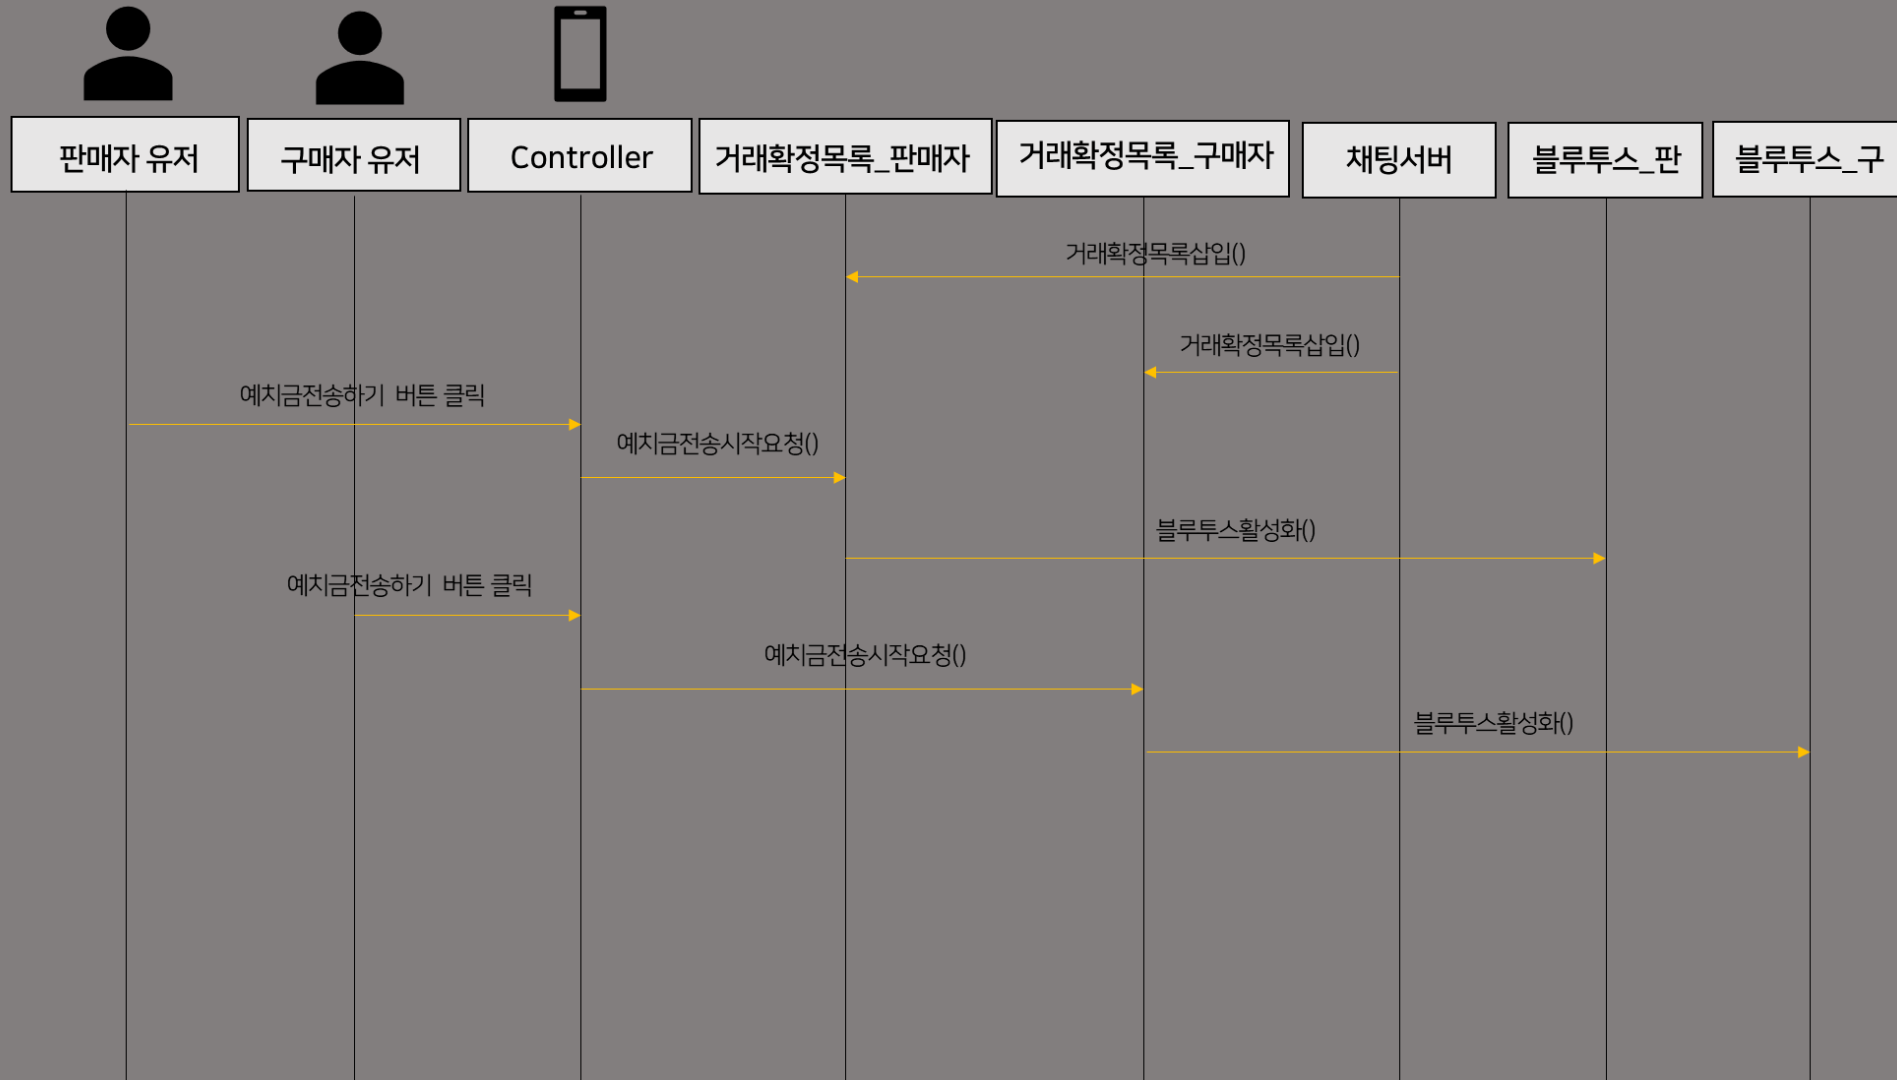 판매자 유저
구매자 유저
Controller
거래확정목록_판매자
거래확정목록_구매자
채팅서버
블루투스_판
블루투스_구
거래확정목록삽입()
거래확정목록삽입()
예치금전송하기 버튼 클릭
예치금전송시작요청()
블루투스활성화()
예치금전송하기 버튼 클릭
예치금전송시작요청()
블루투스활성화()